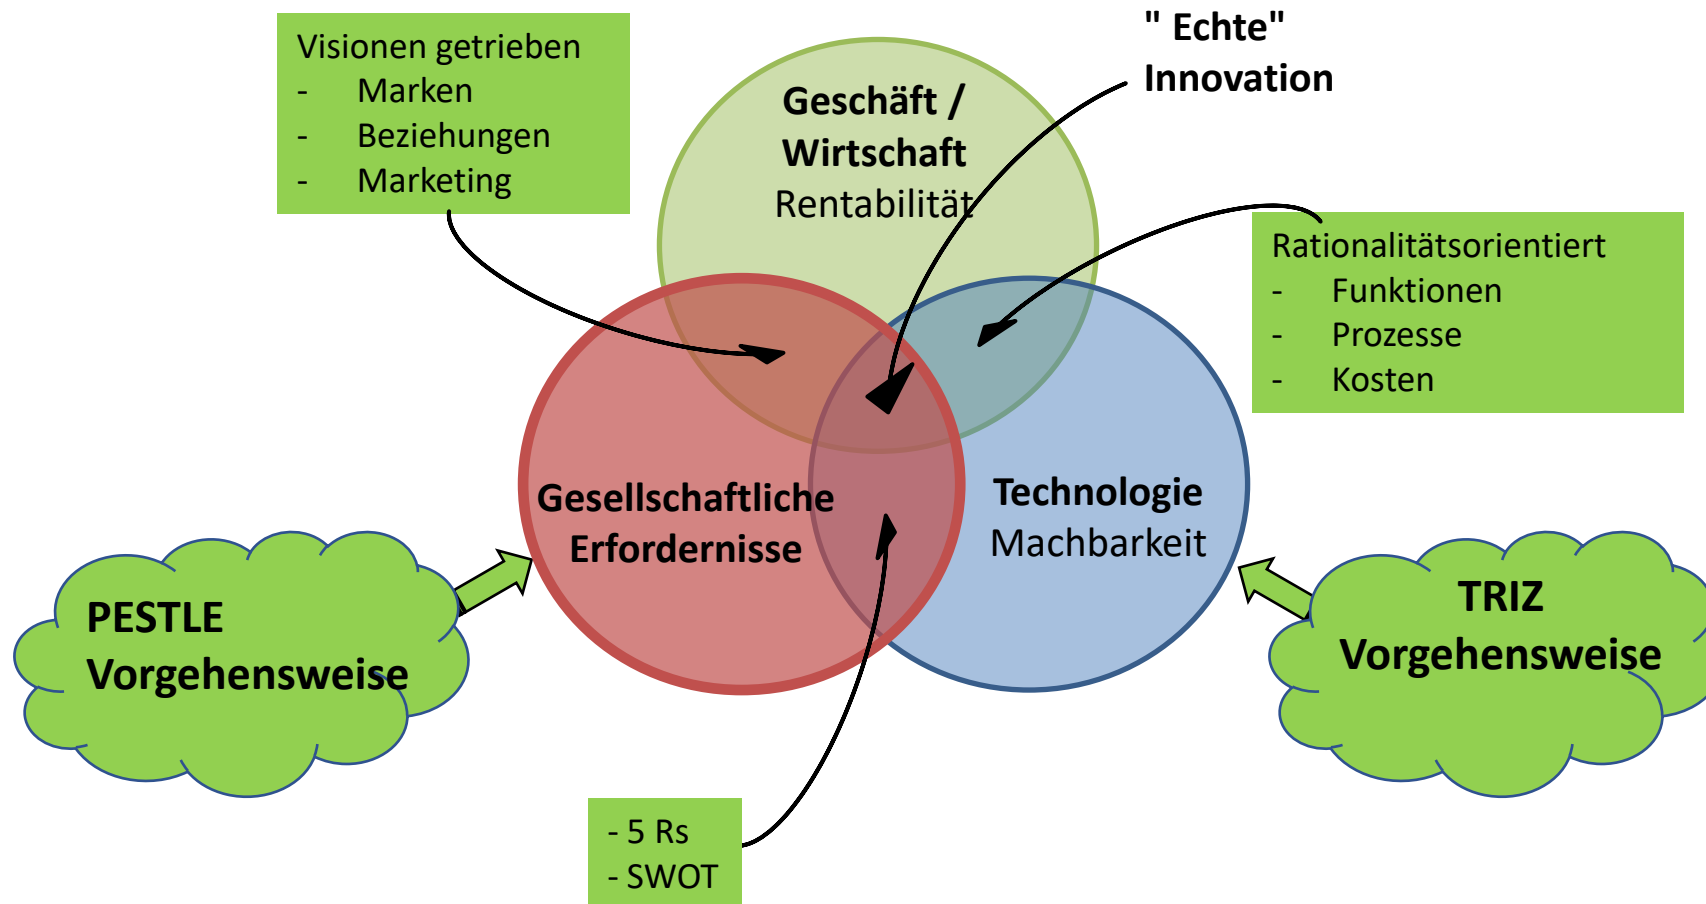 " Echte"
Innovation
Visionen getrieben
- Marken
- Beziehungen
- Marketing
Geschäft /
Wirtschaft
Rentabilität
Rationalitätsorientiert
- Funktionen
- Prozesse
- Kosten
Gesellschaftliche
Erfordernisse
Technologie
Machbarkeit
PESTLE
Vorgehensweise
TRIZ
Vorgehensweise
- 5 Rs
- SWOT